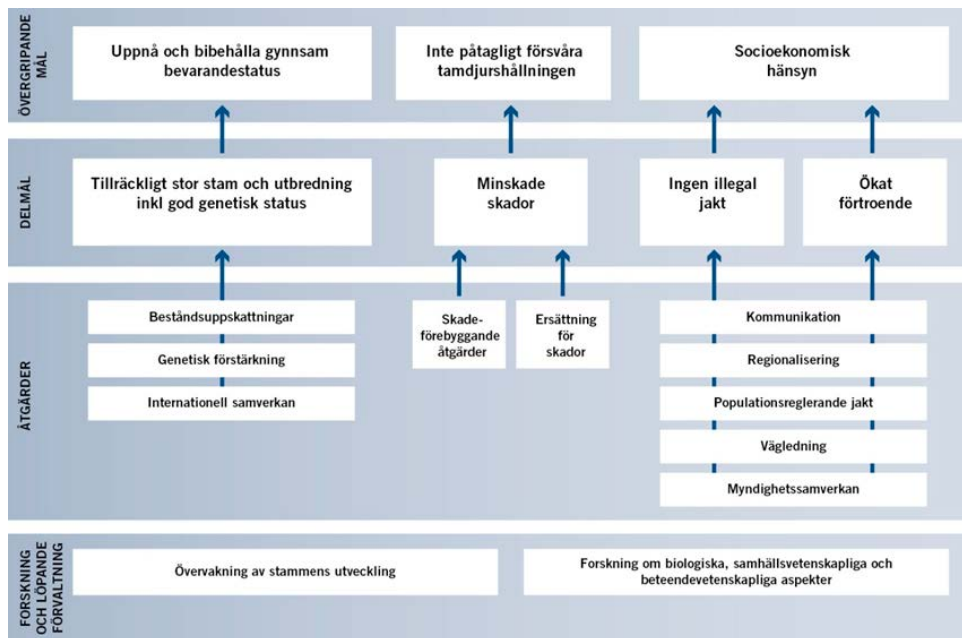 ÖVERGRIPANDE
MÅL
Uppnå och bibehålla gynnsam
bevarandestatus
Inte påtagligt försvåra
tamdjurshållningen
Socioekonomisk
hänsyn
DELMÅL
Tillräckligt stor stam och utbredning
inkl god genetisk status
Minskade
skador
Ingen illegal
jakt
Ökat
förtroende
ÅTGÄRDER
Beståndsuppskattningar
Genetisk förstärkning
Internationell samverkan
Skade-
förebyggande
åtgärder
Ersättning
för
skador
Kommunikation
Regionalisering
Populationsreglerande jakt
Vägledning
Myndighetssamverkan
FORSKNING
OCH LÖPANDE
FÖRVALTNING
Övervakning av stammens utveckling
Forskning om biologiska, samhällsvetenskapliga och
beteendevetenskapliga aspekter